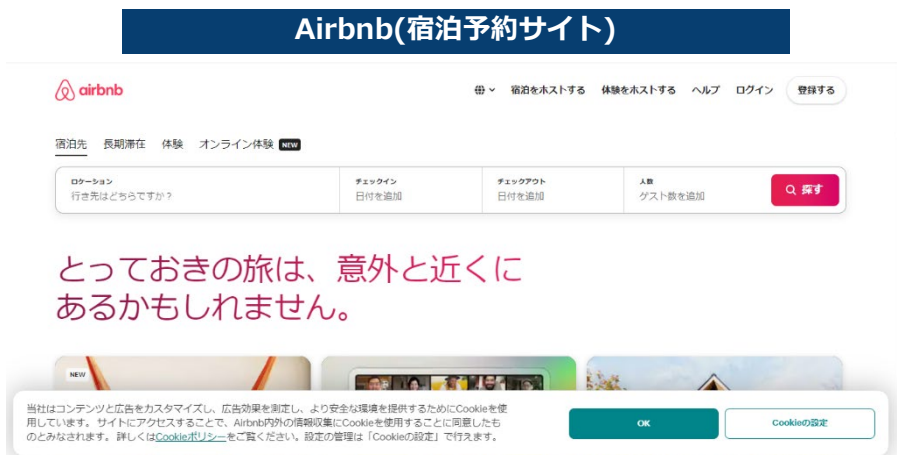 Airbnb(宿泊予約サイト)
airbnb
宿泊をホストする 体験をホストする ヘルプ ログイン 登録する
宿泊先 長期滞在 体験 オンライン体験 NEW
ロケーション チェックイン チェックアウト 人数
行き先はどちらですか? 日付を追加 日付を追加 ゲスト数を追加 探す
とっておきの旅は、意外と近くに
あるかもしれません。
NEW
当社はコンテンツと広告をカスタマイズし、広告効果を測定し、より安全な環境を提供するためにCookieを使
用しています。サイトにアクセスすることで、Airbnb内外の情報収集にCookieを使用することに同意したも
のとみなされます。詳しくはCookieポリシーをご覧ください。設定の管理は「Cookieの設定」で行えます。
OK Cookieの設定